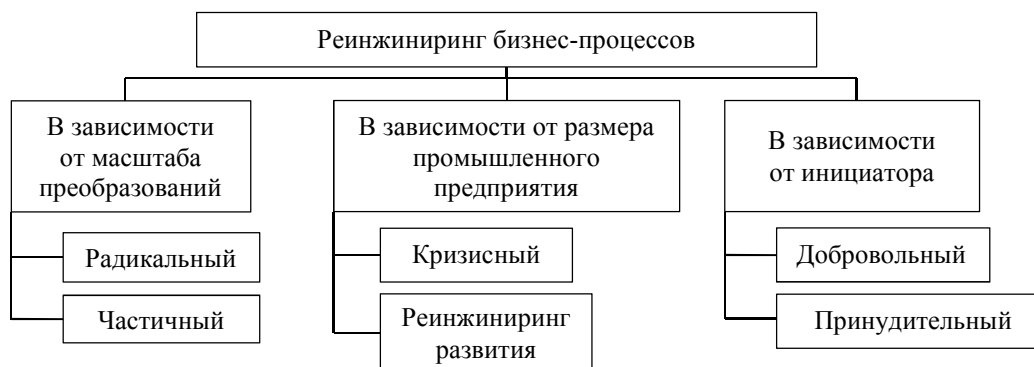 Реинжиниринг бизнес-процессов
В зависимости
от масштаба
преобразований
Радикальный
Частичный
В зависимости от размера
промышленного
предприятия
Кризисный
Реинжиниринг
развития
В зависимости
от инициатора
Добровольный
Принудительный